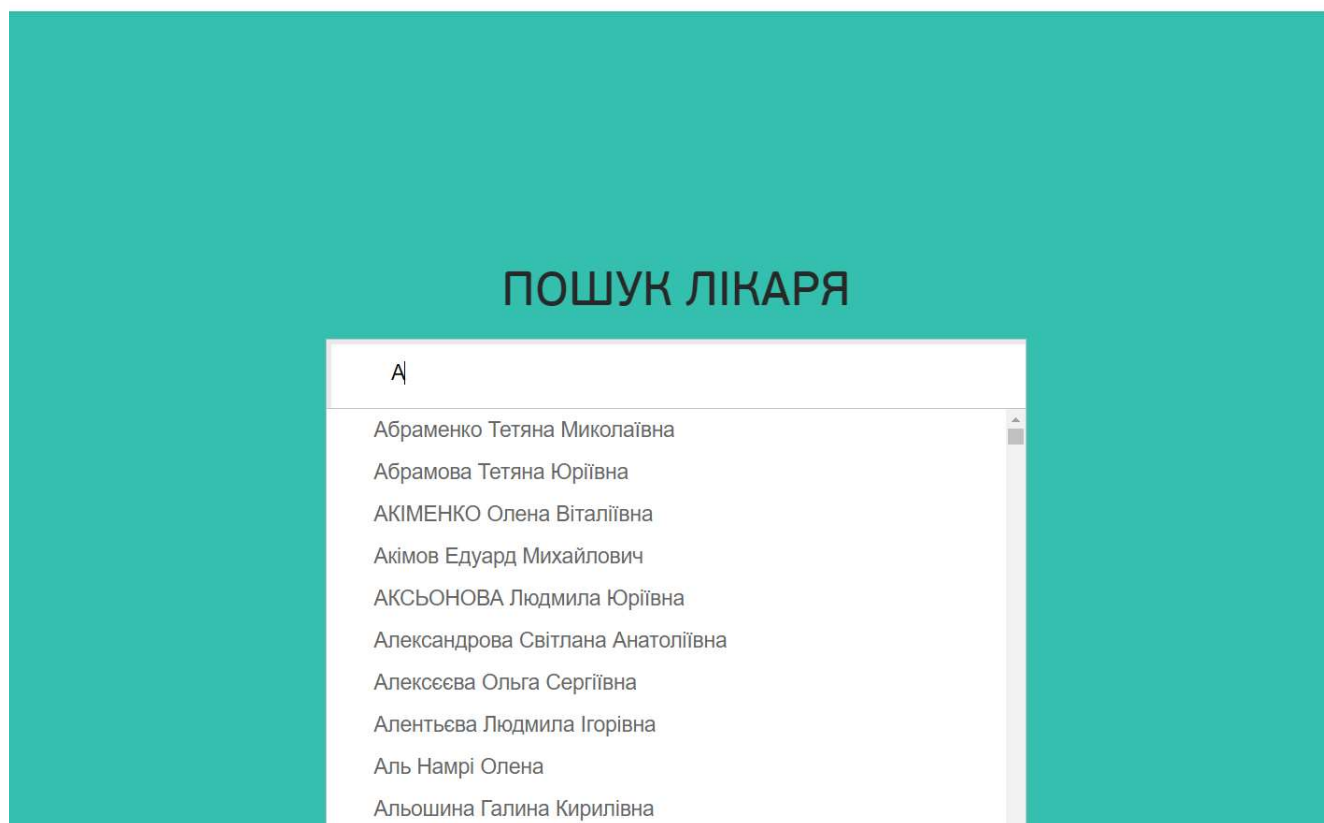 ПОШУК ЛІКАРЯ
А
Абраменко Тетяна Миколаївна
Абрамова Тетяна Юріївна
АКІМЕНКО Олена Віталіївна
Акімов Едуард Михайлович
АКСЬОНОВА Людмила Юріївна
Александрова Світлана Анатоліївна
Алексєєва Ольга Сергіївна
Алентьєва Людмила Ігорівна
Аль Намрі Олена
Альошина Галина Кирилівна